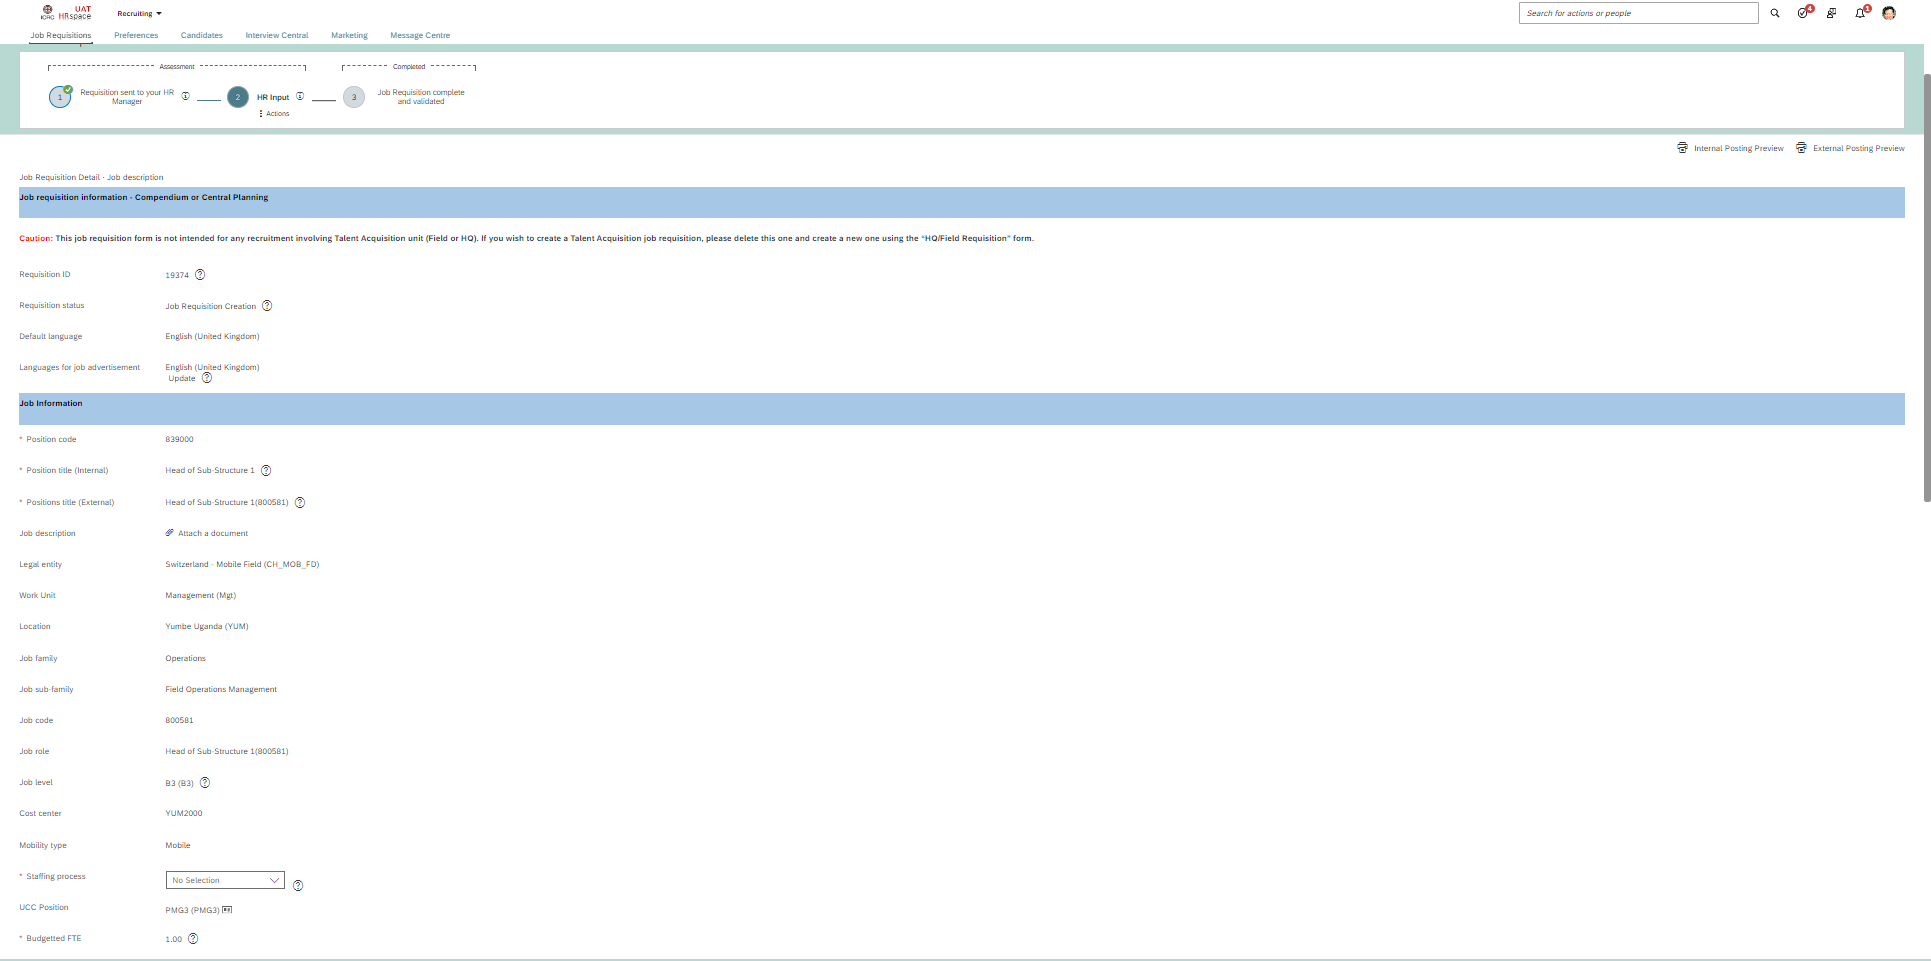 ICRC UAT HRspace
Recruiting
Search for actions or people
4
1
Job Requisitions Preferences Candidates Interview Central Marketing Message Centre
Assessment
Completed
1 Requisition sent to your HR Manager
2 HR Input
Actions
3 Job Requisition complete and validated
Internal Posting Preview External Posting Preview
Job Requisition Detail · Job description
Job requisition information - Compendium or Central Planning
Caution: This job requisition form is not intended for any recruitment involving Talent Acquisition unit (Field or HQ). If you wish to create a Talent Acquisition job requisition, please delete this one and create a new one using the "HQ/Field Requisition" form.
Requisition ID 19374
Requisition status Job Requisition Creation
Default language English (United Kingdom)
Languages for job advertisement English (United Kingdom)
Update
Job Information
* Position code 839000
* Position title (Internal) Head of Sub-Structure 1
* Positions title (External) Head of Sub-Structure 1(800581)
Job description Attach a document
Legal entity Switzerland - Mobile Field (CH_MOB_FD)
Work Unit Management (Mgt)
Location Yumbe Uganda (YUM)
Job family Operations
Job sub-family Field Operations Management
Job code 800581
Job role Head of Sub-Structure 1(800581)
Job level B3 (B3)
Cost center YUM2000
Mobility type Mobile
* Staffing process No Selection
UCC Position PMG3 (PMG3)
* Budgetted FTE 1.00